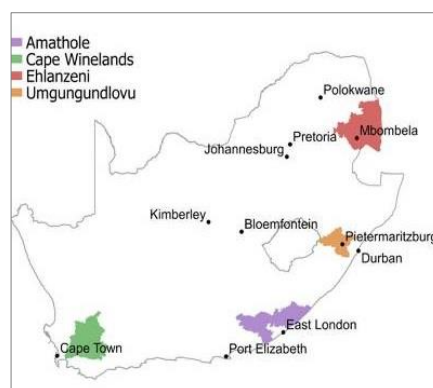 Amathole
Cape Winelands
Ehlanzeni
Umgungundlovu
Polokwane
Pretoria
Mbombela
Johannesburg
Kimberley
Bloemfontein
Pietermaritzburg
Durban
East London
Cape Town
Port Elizabeth